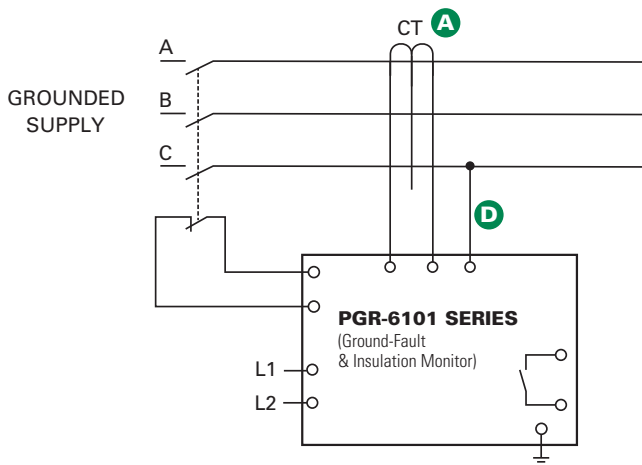 CT A
A
GROUNDED
SUPPLY
B
C
D
PGR-6101 SERIES
(Ground-Fault
& Insulation Monitor)
L1
L2